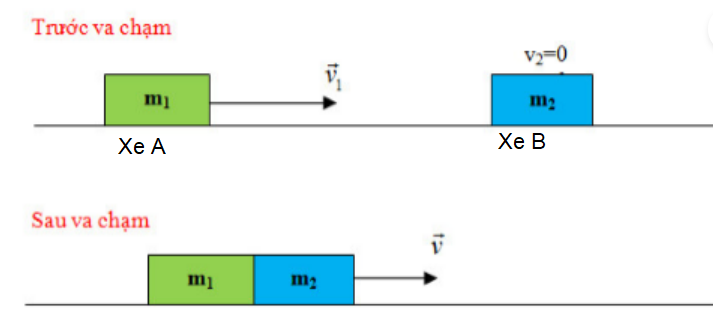 Trước va chạm
v₂=0
v⃗₁
m₁
m₂
Xe A
Xe B
Sau va chạm
v⃗
m₁
m₂